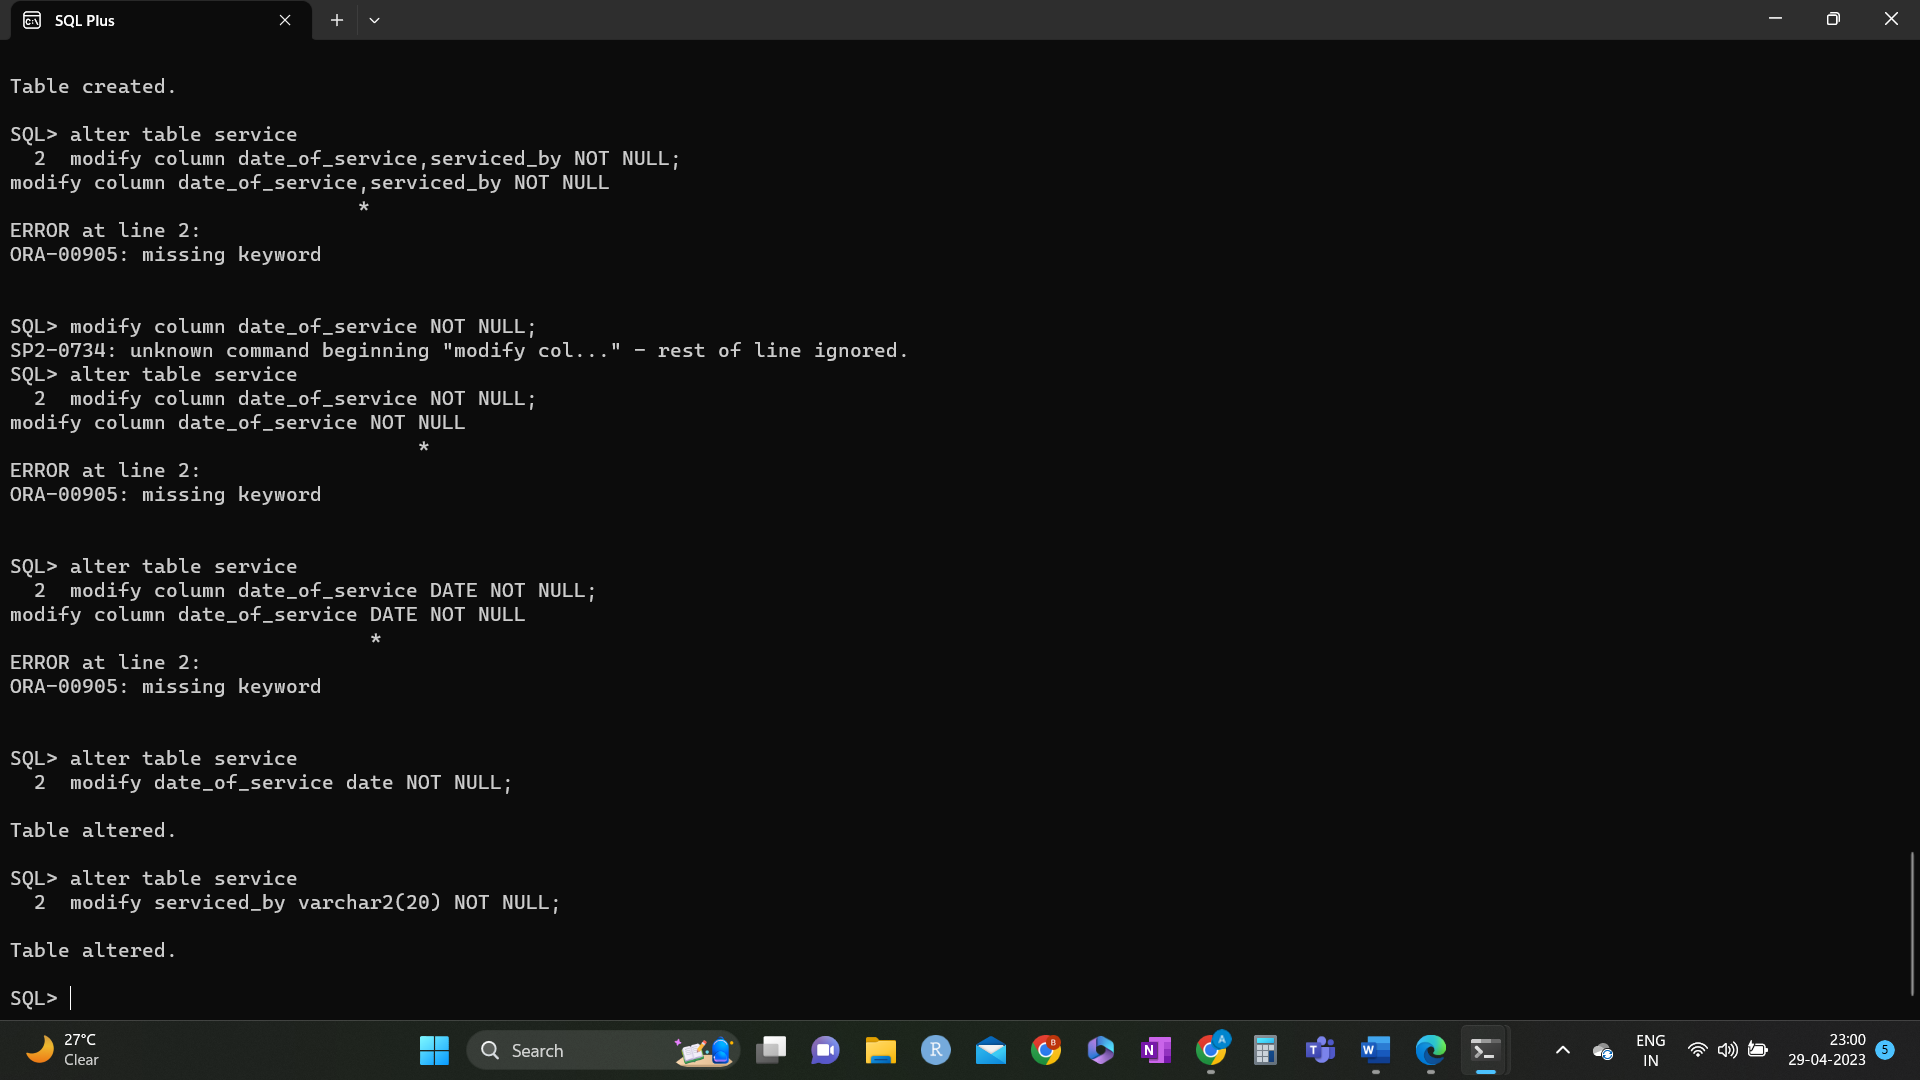 SQL Plus
Table created.
SQL> alter table service
  2  modify column date_of_service,serviced_by NOT NULL;
modify column date_of_service,serviced_by NOT NULL
                             *
ERROR at line 2:
ORA-00905: missing keyword
SQL> modify column date_of_service NOT NULL;
SP2-0734: unknown command beginning "modify col..." - rest of line ignored.
SQL> alter table service
  2  modify column date_of_service NOT NULL;
modify column date_of_service NOT NULL
                                  *
ERROR at line 2:
ORA-00905: missing keyword
SQL> alter table service
  2  modify column date_of_service DATE NOT NULL;
modify column date_of_service DATE NOT NULL
                              *
ERROR at line 2:
ORA-00905: missing keyword
SQL> alter table service
  2  modify date_of_service date NOT NULL;
Table altered.
SQL> alter table service
  2  modify serviced_by varchar2(20) NOT NULL;
Table altered.
SQL>
27°C
Clear
Search
ENG
IN
23:00
29-04-2023
5